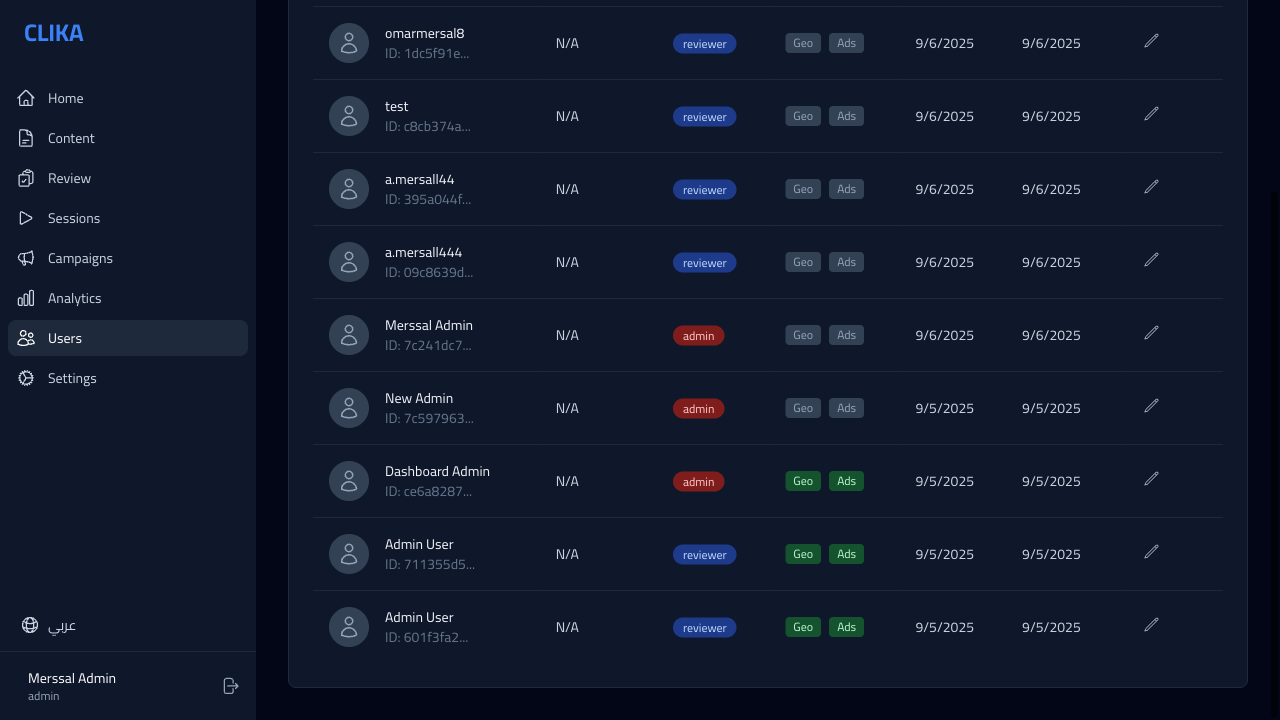 CLIKA
Home
Content
Review
Sessions
Campaigns
Analytics
Users
Settings
عربي
Merssal Admin
admin
omarmersal8
ID: 1dc5f91e...
N/A reviewer Geo Ads 9/6/2025 9/6/2025
test
ID: c8cb374a...
N/A reviewer Geo Ads 9/6/2025 9/6/2025
a.mersall44
ID: 395a044f...
N/A reviewer Geo Ads 9/6/2025 9/6/2025
a.mersall444
ID: 09c8639d...
N/A reviewer Geo Ads 9/6/2025 9/6/2025
Merssal Admin
ID: 7c241dc7...
N/A admin Geo Ads 9/6/2025 9/6/2025
New Admin
ID: 7c597963...
N/A admin Geo Ads 9/5/2025 9/5/2025
Dashboard Admin
ID: ce6a8287...
N/A admin Geo Ads 9/5/2025 9/5/2025
Admin User
ID: 711355d5...
N/A reviewer Geo Ads 9/5/2025 9/5/2025
Admin User
ID: 601f3fa2...
N/A reviewer Geo Ads 9/5/2025 9/5/2025